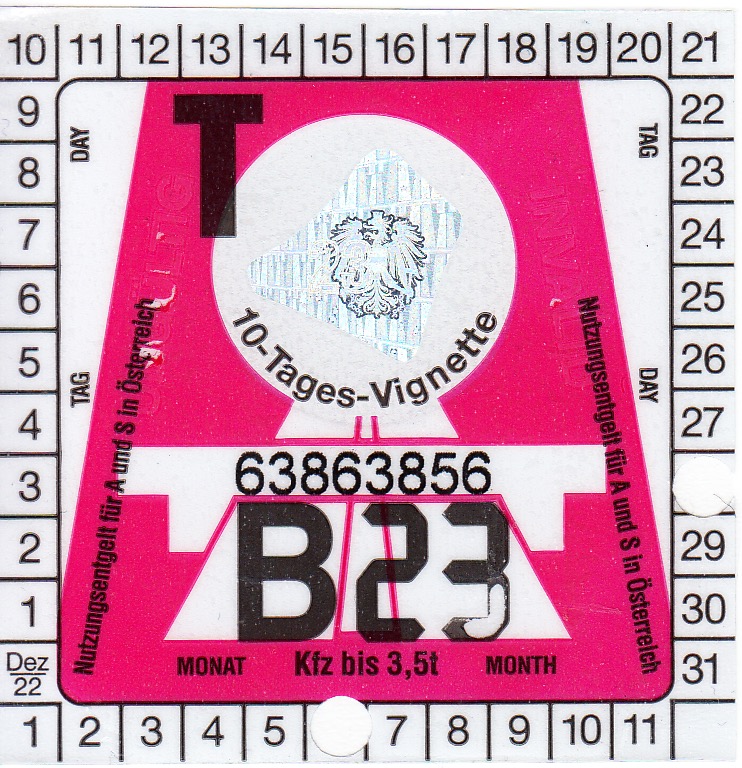 10 11 12 13 14 15 16 17 18 19 20 21
9
8
7
6
5
4
3
2
1
Dez
22
DAY
TAG
TAG
DAY
T
UNGÜLTIG
INVALID
10-Tages-Vignette
Nutzungsentgelt für A und S in Österreich
Nutzungsentgelt für A und S in Österreich
63863856
B23
MONAT Kfz bis 3,5t MONTH
22
23
24
25
26
27
29
30
31
1 2 3 4 5 7 8 9 10 11